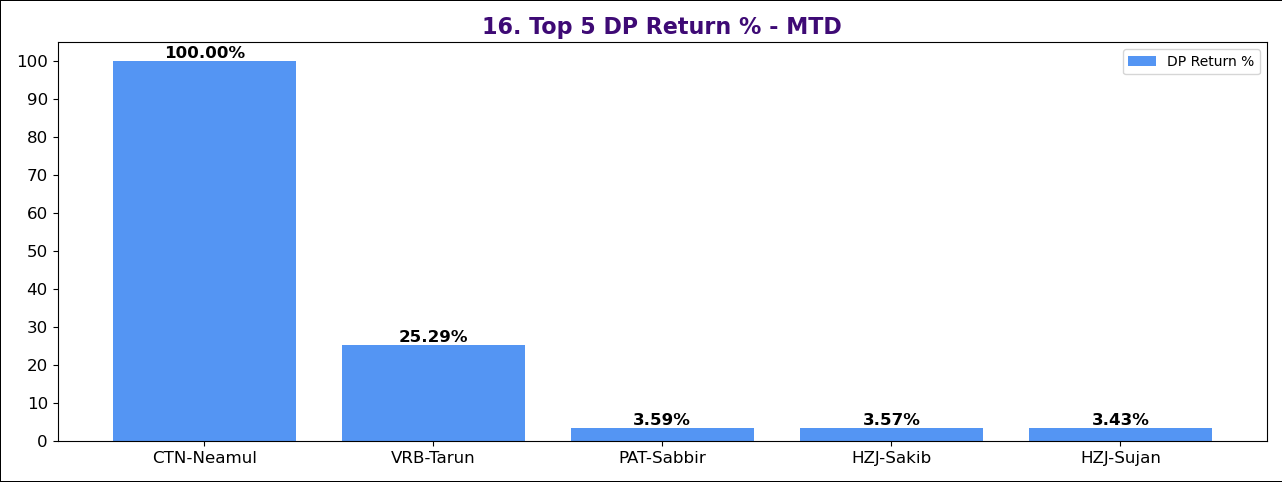 16. Top 5 DP Return % - MTD
DP Return %
100
90
80
70
60
50
40
30
20
10
0
100.00%
25.29%
3.59%
3.57%
3.43%
CTN-Neamul
VRB-Tarun
PAT-Sabbir
HZJ-Sakib
HZJ-Sujan